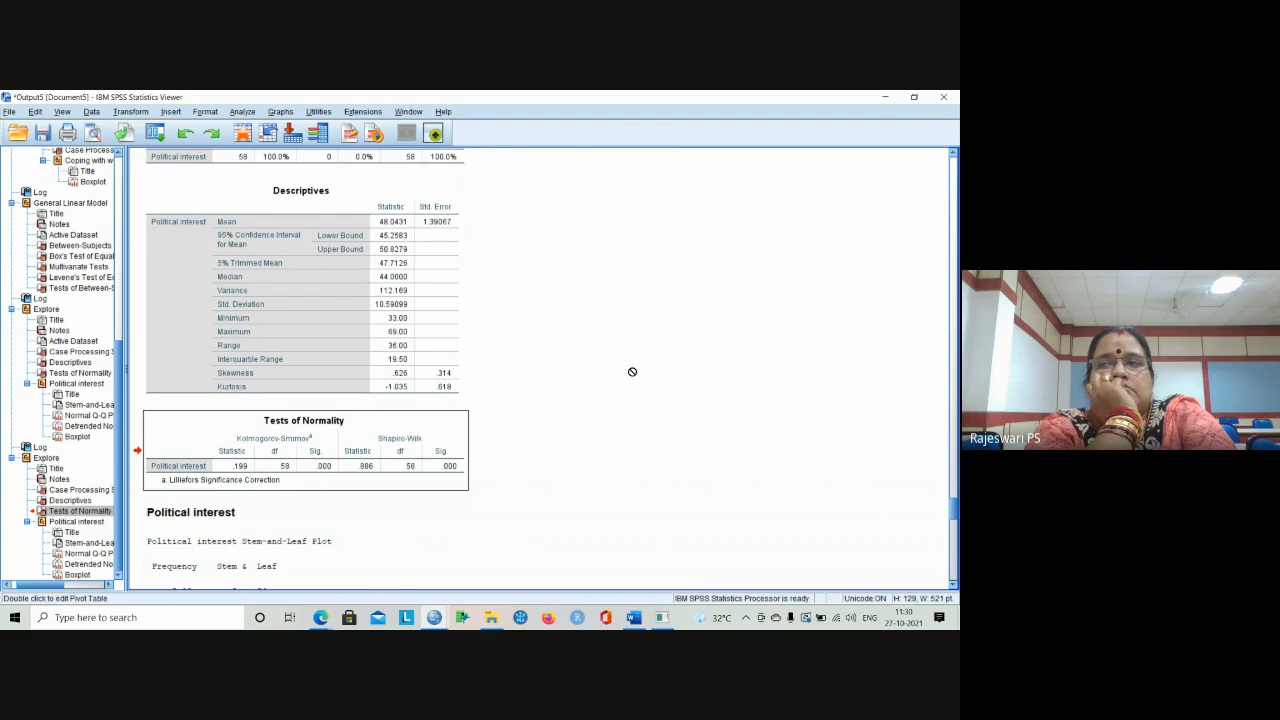 *Output5 [Document5] - IBM SPSS Statistics Viewer
File Edit View Data Transform Insert Format Analyze Graphs Utilities Extensions Window Help
Case Process
Coping with w
Title
Boxplot
Log
General Linear Model
Title
Notes
Active Dataset
Between-Subjects
Box's Test of Equal
Multivariate Tests
Levene's Test of E
Tests of Between-S
Log
Explore
Title
Notes
Active Dataset
Case Processing S
Descriptives
Tests of Normality
Political interest
Title
Stem-and-Leaf
Normal Q-Q P
Detrended No
Boxplot
Log
Explore
Title
Notes
Case Processing S
Descriptives
Tests of Normality
Political interest
Title
Stem-and-Leaf
Normal Q-Q P
Detrended No
Boxplot
Political interest 58 100.0% 0 0.0% 58 100.0%
Descriptives
Statistic Std. Error
Political interest Mean 48.0431 1.39067
95% Confidence Interval for Mean Lower Bound 45.2583
Upper Bound 50.8279
5% Trimmed Mean 47.7126
Median 44.0000
Variance 112.169
Std. Deviation 10.59099
Minimum 33.00
Maximum 69.00
Range 36.00
Interquartile Range 19.50
Skewness .626 .314
Kurtosis -1.035 .618
Tests of Normality
Kolmogorov-Smirnov^a Shapiro-Wilk
Statistic df Sig. Statistic df Sig.
Political interest .199 58 .000 .886 58 .000
a. Lilliefors Significance Correction
Political interest
Political interest Stem-and-Leaf Plot
Frequency Stem & Leaf
Double click to edit Pivot Table
IBM SPSS Statistics Processor is ready
Unicode:ON H: 129, W: 521 pt.
Type here to search
32°C
ENG
11:30
27-10-2021
Rajeswari PS